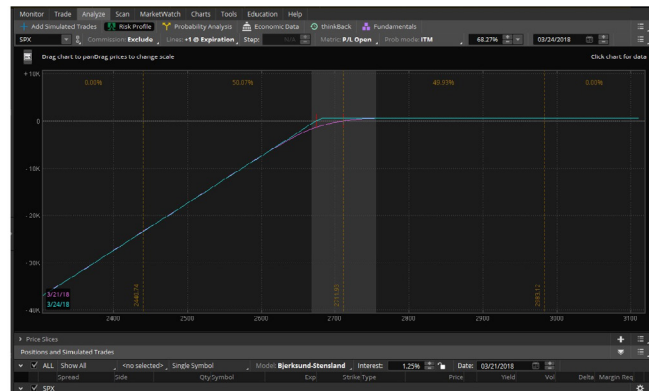 Monitor Trade Analyze Scan MarketWatch Charts Tools Education Help
Add Simulated Trades Risk Profile Probability Analysis Economic Data thinkBack Fundamentals
SPX Commission: Exclude Lines: +1 @ Expiration Step: N/A Metric: P/L Open Prob mode: ITM 68.27% 03/24/2018
Drag chart to panDrag prices to change scale Click chart for data
+10K
0.00% 50.07% 49.93% 0.00%
0
-10K
-20K
-30K
3/21/18
3/24/18
-40K
2400 2500 2600 2700 2800 2900 3000 3100
> Price Slices
Positions and Simulated Trades
ALL Show All <no selected> Single Symbol Model: Bjerksund-Stensland Interest: 1.25% Date: 03/21/2018
Spread Side Qty:Symbol Exp Strike:Type Price Yield Vol Delta Margin Req
SPX